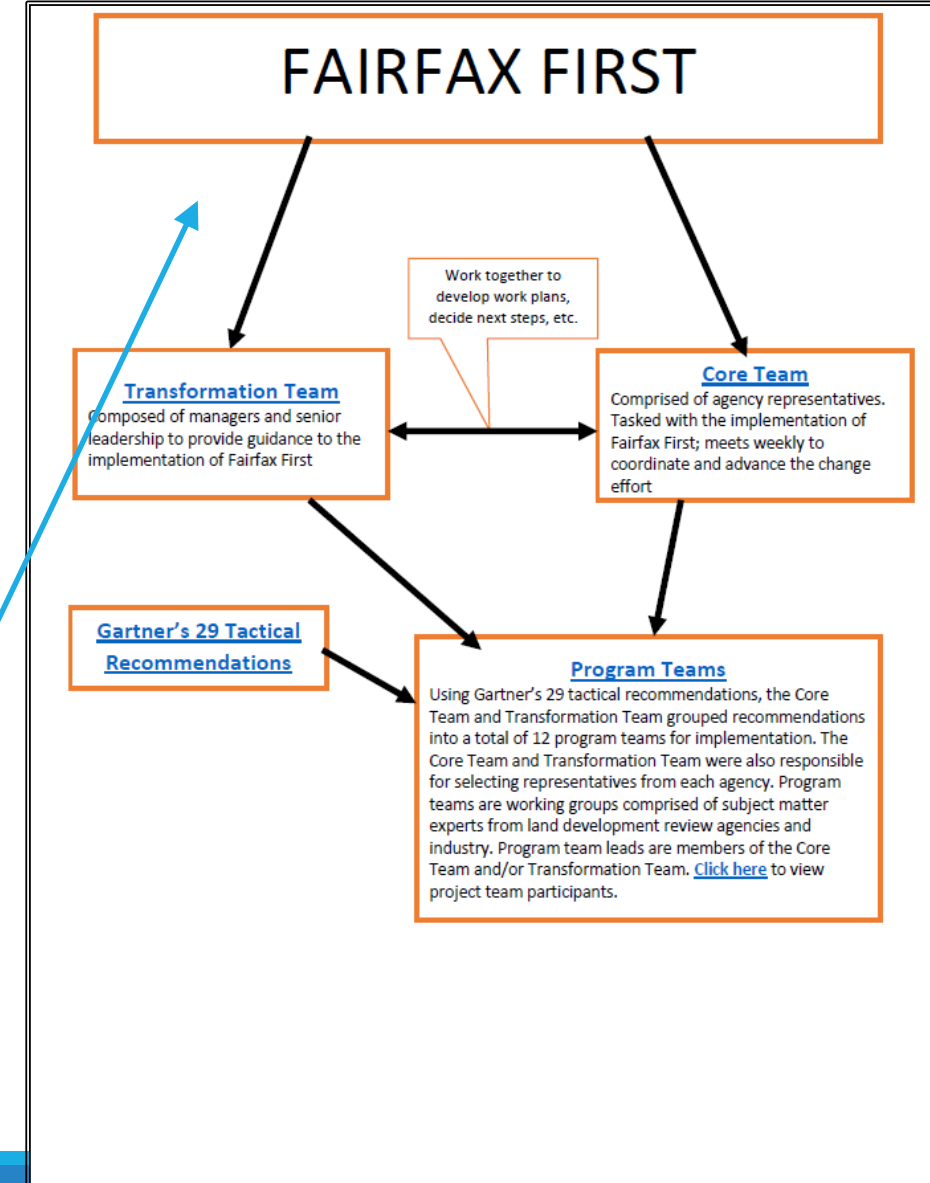 FAIRFAX FIRST
Work together to
develop work plans,
decide next steps, etc.
Transformation Team
Composed of managers and senior
leadership to provide guidance to the
implementation of Fairfax First
Core Team
Comprised of agency representatives.
Tasked with the implementation of
Fairfax First; meets weekly to
coordinate and advance the change
effort
Gartner's 29 Tactical
Recommendations
Program Teams
Using Gartner's 29 tactical recommendations, the Core
Team and Transformation Team grouped recommendations
into a total of 12 program teams for implementation. The
Core Team and Transformation Team were also responsible
for selecting representatives from each agency. Program
teams are working groups comprised of subject matter
experts from land development review agencies and
industry. Program team leads are members of the Core
Team and/or Transformation Team. Click here to view
project team participants.